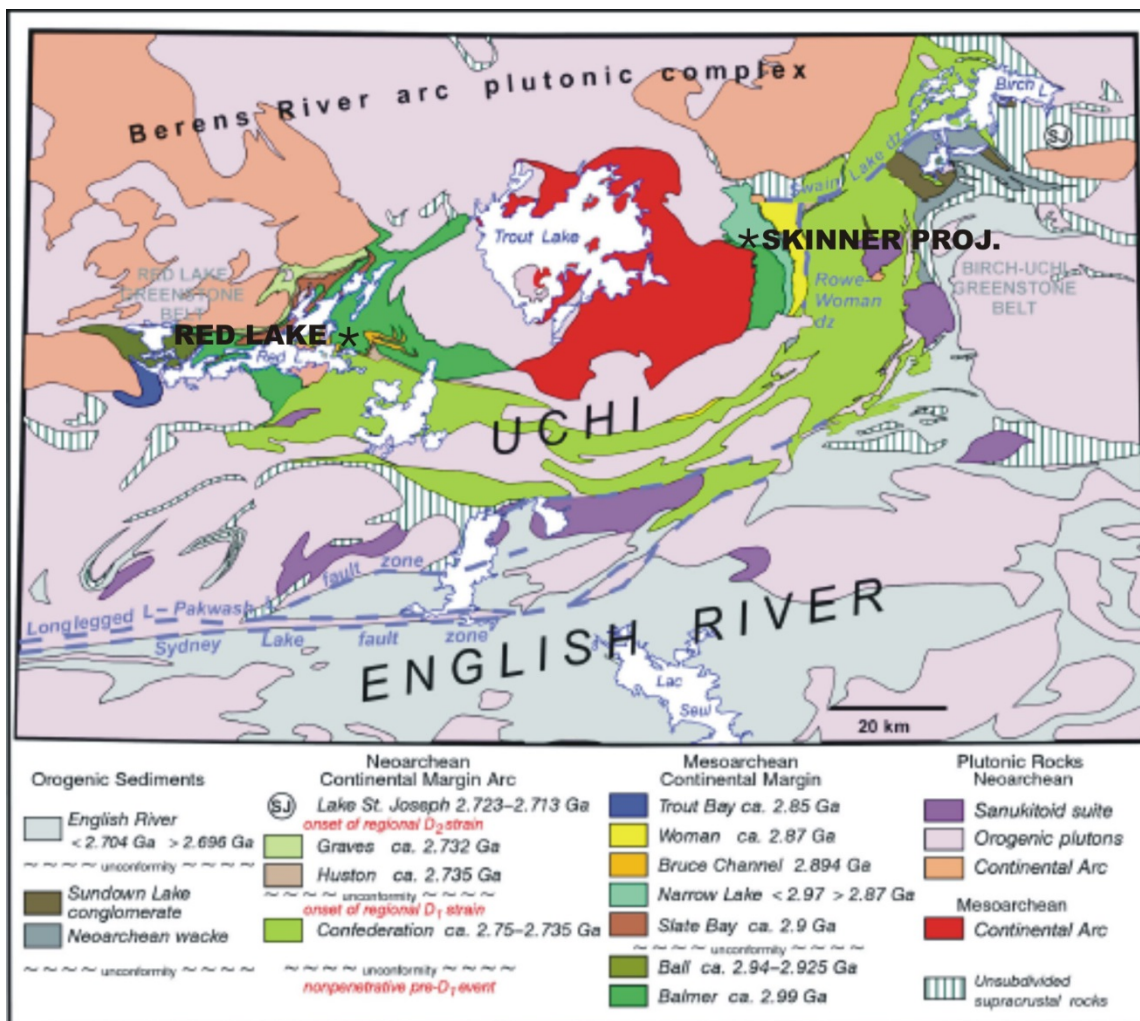 Berens River arc plutonic complex
Birch L
SJ
Swain Lake dz
Trout Lake
*SKINNER PROJ.
RED LAKE
GREENSTONE
BELT
Rowe-
Woman
dz
BIRCH-UCHI
GREENSTONE
BELT
RED LAKE *
Red L
UCHI
Longlegged L – Pakwash
fault zone
Sydney Lake fault zone
ENGLISH RIVER
Lac
Seul
20 km
Orogenic Sediments
English River
< 2.704 Ga > 2.696 Ga
~ ~ ~ ~ unconformity ~ ~ ~ ~
Sundown Lake
conglomerate
Neoarchean wacke
~ ~ ~ ~ unconformity ~ ~ ~ ~
Neoarchean
Continental Margin Arc
SJ Lake St. Joseph 2.723–2.713 Ga
onset of regional D2 strain
Graves ca. 2.732 Ga
Huston ca. 2.735 Ga
~ ~ ~ ~ unconformity ~ ~ ~ ~
onset of regional D1 strain
Confederation ca. 2.75–2.735 Ga
~ ~ ~ ~ unconformity ~ ~ ~ ~
nonpenetrative pre-D1 event
Mesoarchean
Continental Margin
Trout Bay ca. 2.85 Ga
Woman ca. 2.87 Ga
Bruce Channel 2.894 Ga
Narrow Lake < 2.97 > 2.87 Ga
Slate Bay ca. 2.9 Ga
~ ~ ~ ~ unconformity ~ ~ ~ ~
Ball ca. 2.94–2.925 Ga
Balmer ca. 2.99 Ga
Plutonic Rocks
Neoarchean
Sanukitoid suite
Orogenic plutons
Continental Arc
Mesoarchean
Continental Arc
Unsubdivided
supracrustal rocks